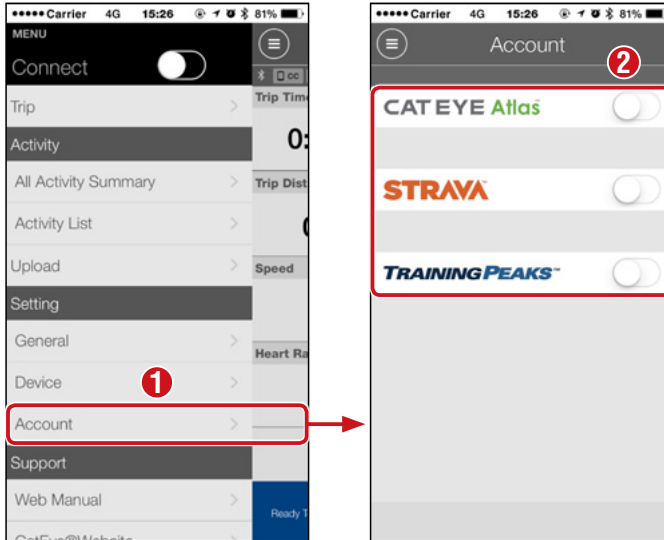 ●●●●● Carrier 4G 15:26 81%
MENU
Connect
Trip
Activity
All Activity Summary
Activity List
Upload
Setting
General
Device
1
Account
Support
Web Manual
CC
Trip Time
0:
Trip Dist
Speed
Heart Ra
Ready T
●●●●● Carrier 4G 15:26 81%
Account
2
CATEYE Atlas
STRAVA
TRAININGPEAKS